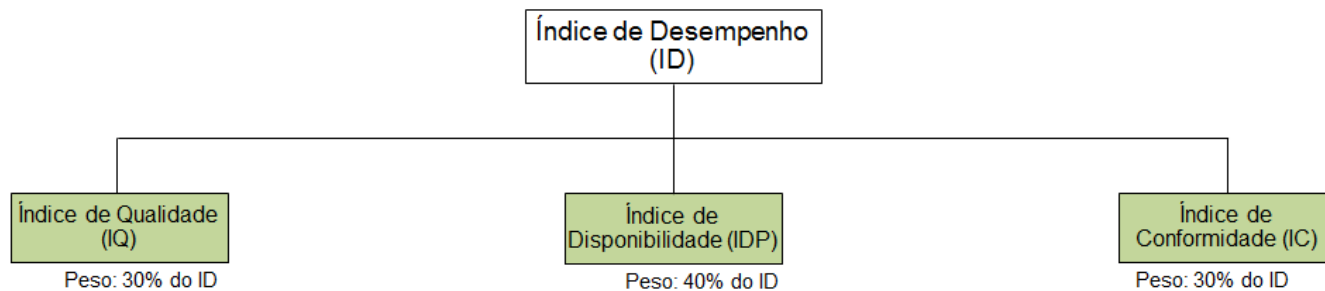 Índice de Desempenho
(ID)
Índice de Qualidade
(IQ)
Peso: 30% do ID
Índice de
Disponibilidade (IDP)
Peso: 40% do ID
Índice de
Conformidade (IC)
Peso: 30% do ID